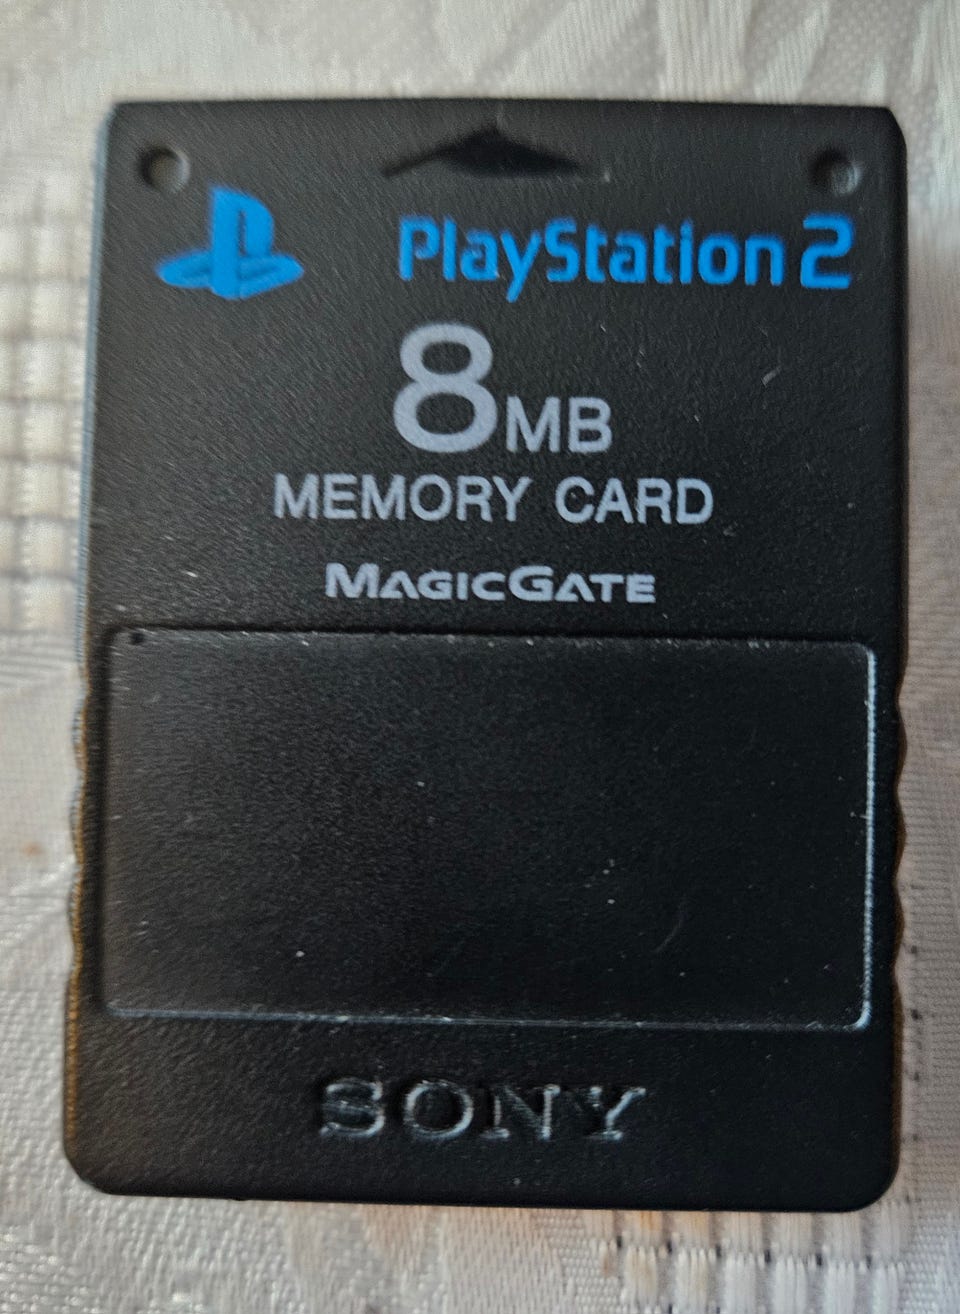 PlayStation 2
8MB
MEMORY CARD
MAGICGATE
SONY